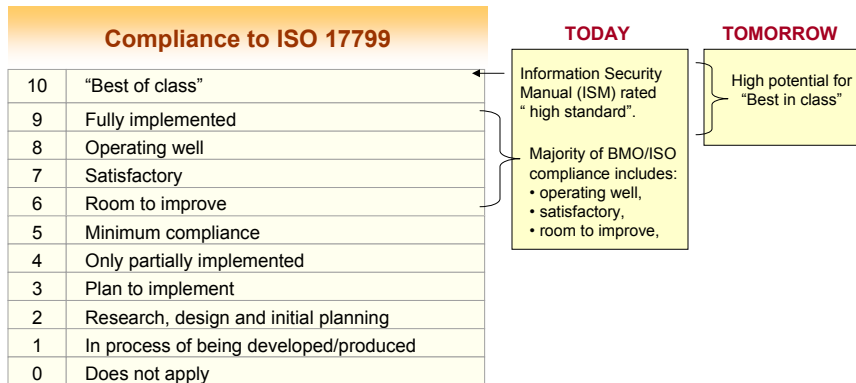 Compliance to ISO 17799
10 “Best of class”
9 Fully implemented
8 Operating well
7 Satisfactory
6 Room to improve
5 Minimum compliance
4 Only partially implemented
3 Plan to implement
2 Research, design and initial planning
1 In process of being developed/produced
0 Does not apply
TODAY
Information Security
Manual (ISM) rated
“ high standard”.
Majority of BMO/ISO
compliance includes:
• operating well,
• satisfactory,
• room to improve,
TOMORROW
High potential for
“Best in class”